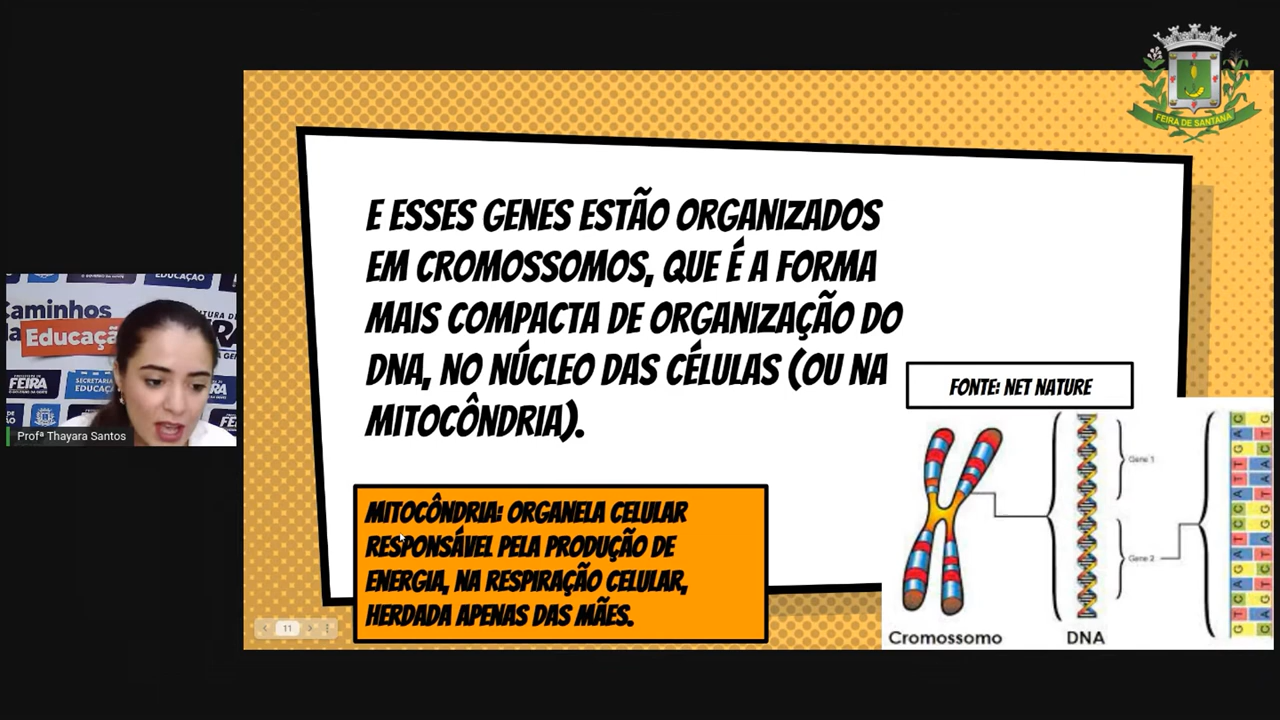 FEIRA DE SANTANA
E ESSES GENES ESTÃO ORGANIZADOS
EM CROMOSSOMOS, QUE É A FORMA
MAIS COMPACTA DE ORGANIZAÇÃO DO
DNA, NO NÚCLEO DAS CÉLULAS (OU NA
MITOCÔNDRIA).
FONTE: NET NATURE
MITOCÔNDRIA: ORGANELA CELULAR
RESPONSÁVEL PELA PRODUÇÃO DE
ENERGIA, NA RESPIRAÇÃO CELULAR,
HERDADA APENAS DAS MÃES.
Gene 1
Gene 2
Cromossomo
DNA
11
EDUCAÇÃO
Caminhos
Educaçã
FEIRA
SECRETARIA
EDUCAÇ
Profª Thayara Santos